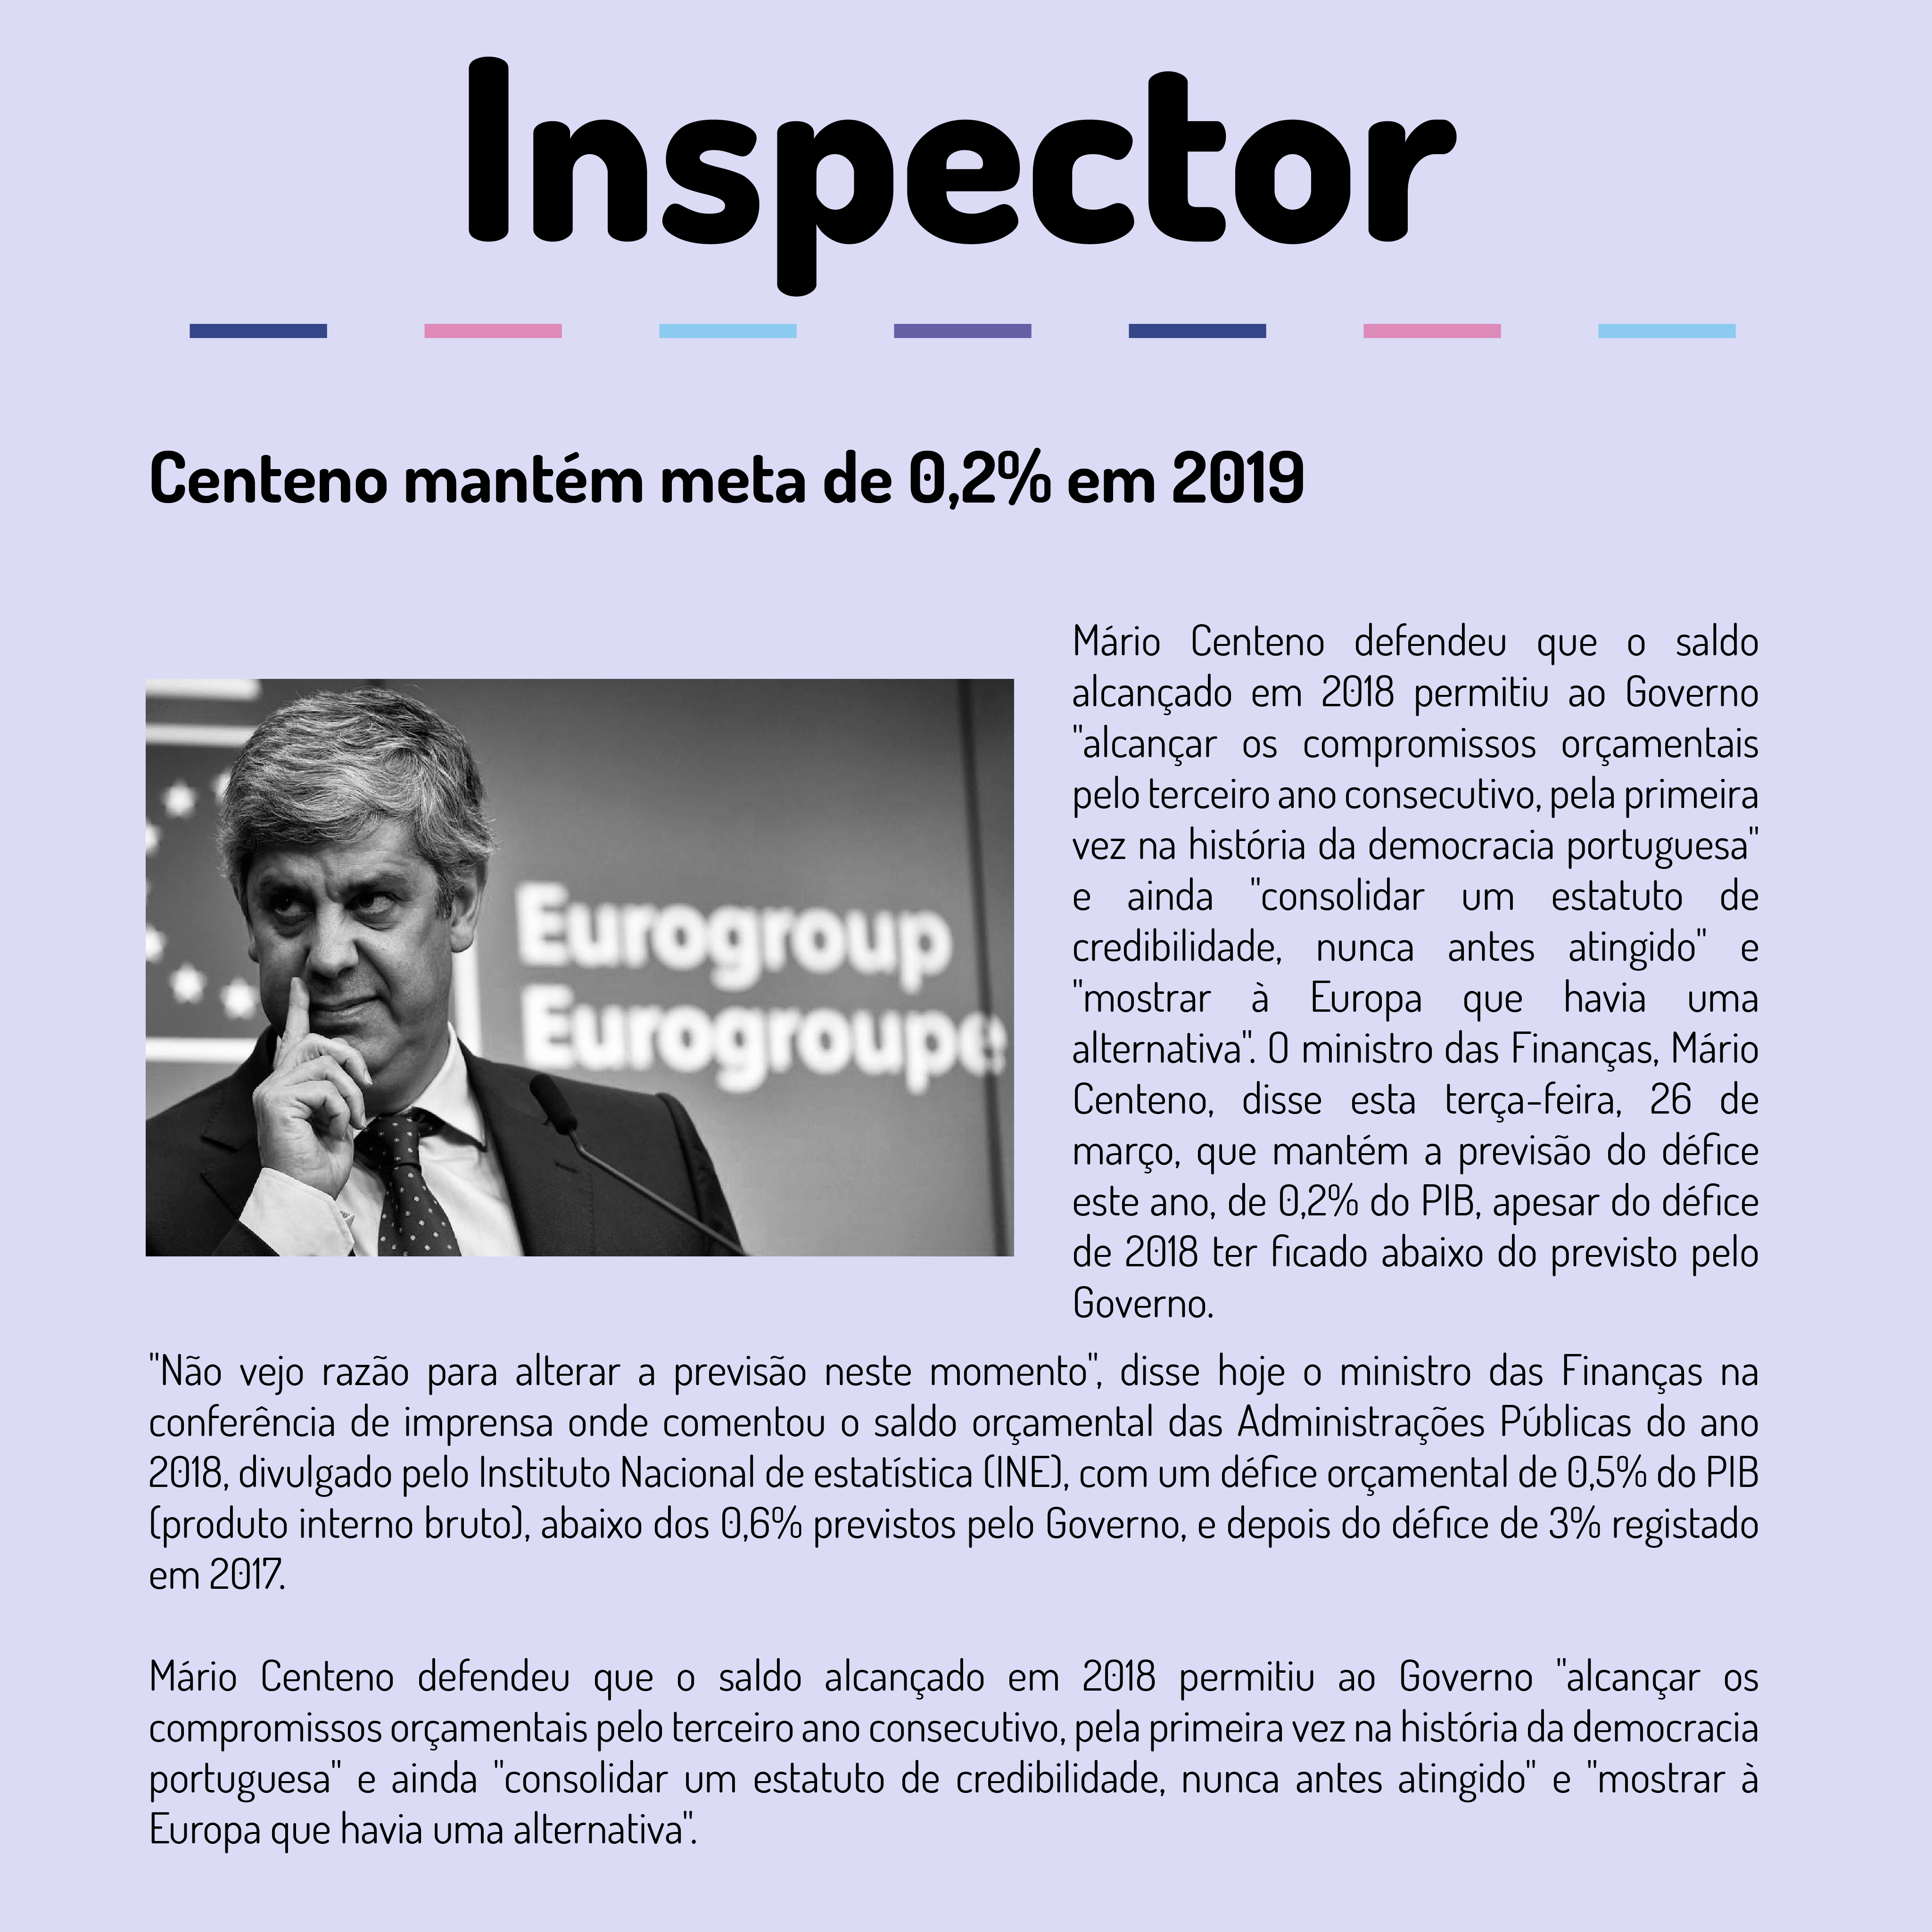 Inspector
Centeno mantém meta de 0,2% em 2019
Eurogroup
Eurogroupe
Mário Centeno defendeu que o saldo
alcançado em 2018 permitiu ao Governo
"alcançar os compromissos orçamentais
pelo terceiro ano consecutivo, pela primeira
vez na história da democracia portuguesa"
e ainda "consolidar um estatuto de
credibilidade, nunca antes atingido" e
"mostrar à Europa que havia uma
alternativa". O ministro das Finanças, Mário
Centeno, disse esta terça-feira, 26 de
março, que mantém a previsão do défice
este ano, de 0,2% do PIB, apesar do défice
de 2018 ter ficado abaixo do previsto pelo
Governo.
"Não vejo razão para alterar a previsão neste momento", disse hoje o ministro das Finanças na
conferência de imprensa onde comentou o saldo orçamental das Administrações Públicas do ano
2018, divulgado pelo Instituto Nacional de estatística (INE), com um défice orçamental de 0,5% do PIB
(produto interno bruto), abaixo dos 0,6% previstos pelo Governo, e depois do défice de 3% registado
em 2017.
Mário Centeno defendeu que o saldo alcançado em 2018 permitiu ao Governo "alcançar os
compromissos orçamentais pelo terceiro ano consecutivo, pela primeira vez na história da democracia
portuguesa" e ainda "consolidar um estatuto de credibilidade, nunca antes atingido" e "mostrar à
Europa que havia uma alternativa".